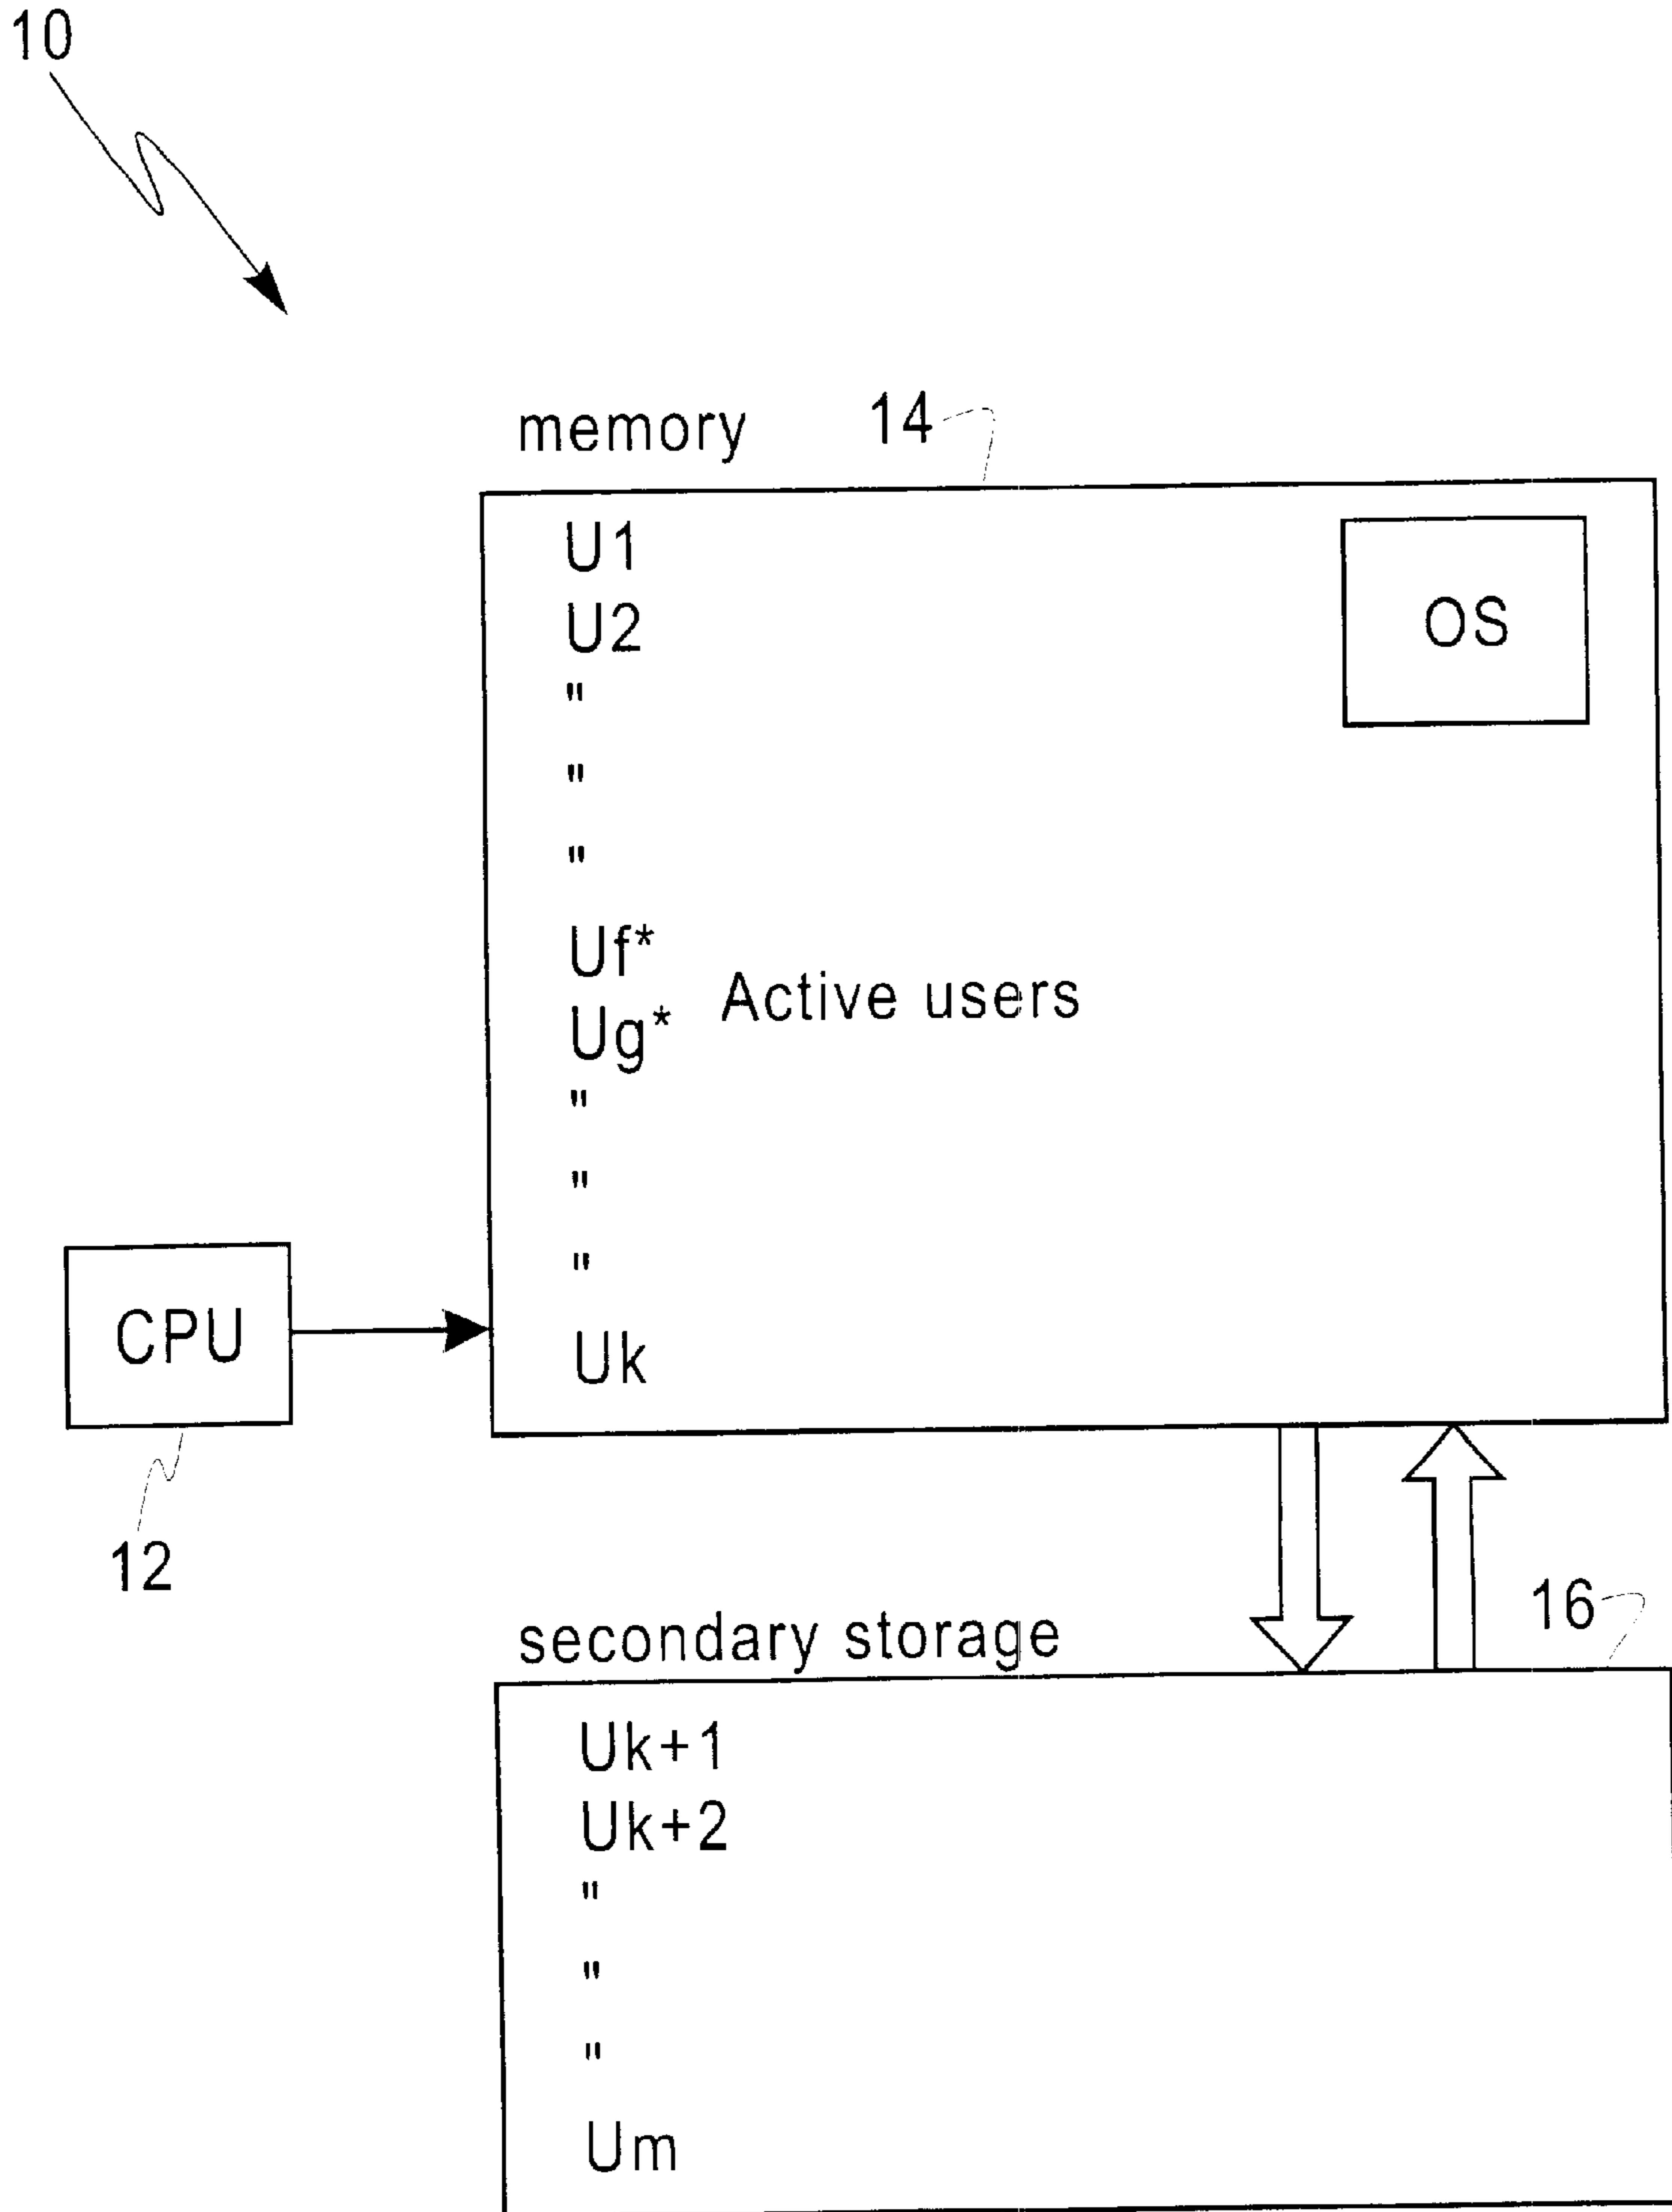 10
memory 14
U1
OS
U2
"
"
"
Uf*
Active users
Ug*
"
"
"
CPU
Uk
12
secondary storage 16
Uk+1
Uk+2
"
"
"
Um